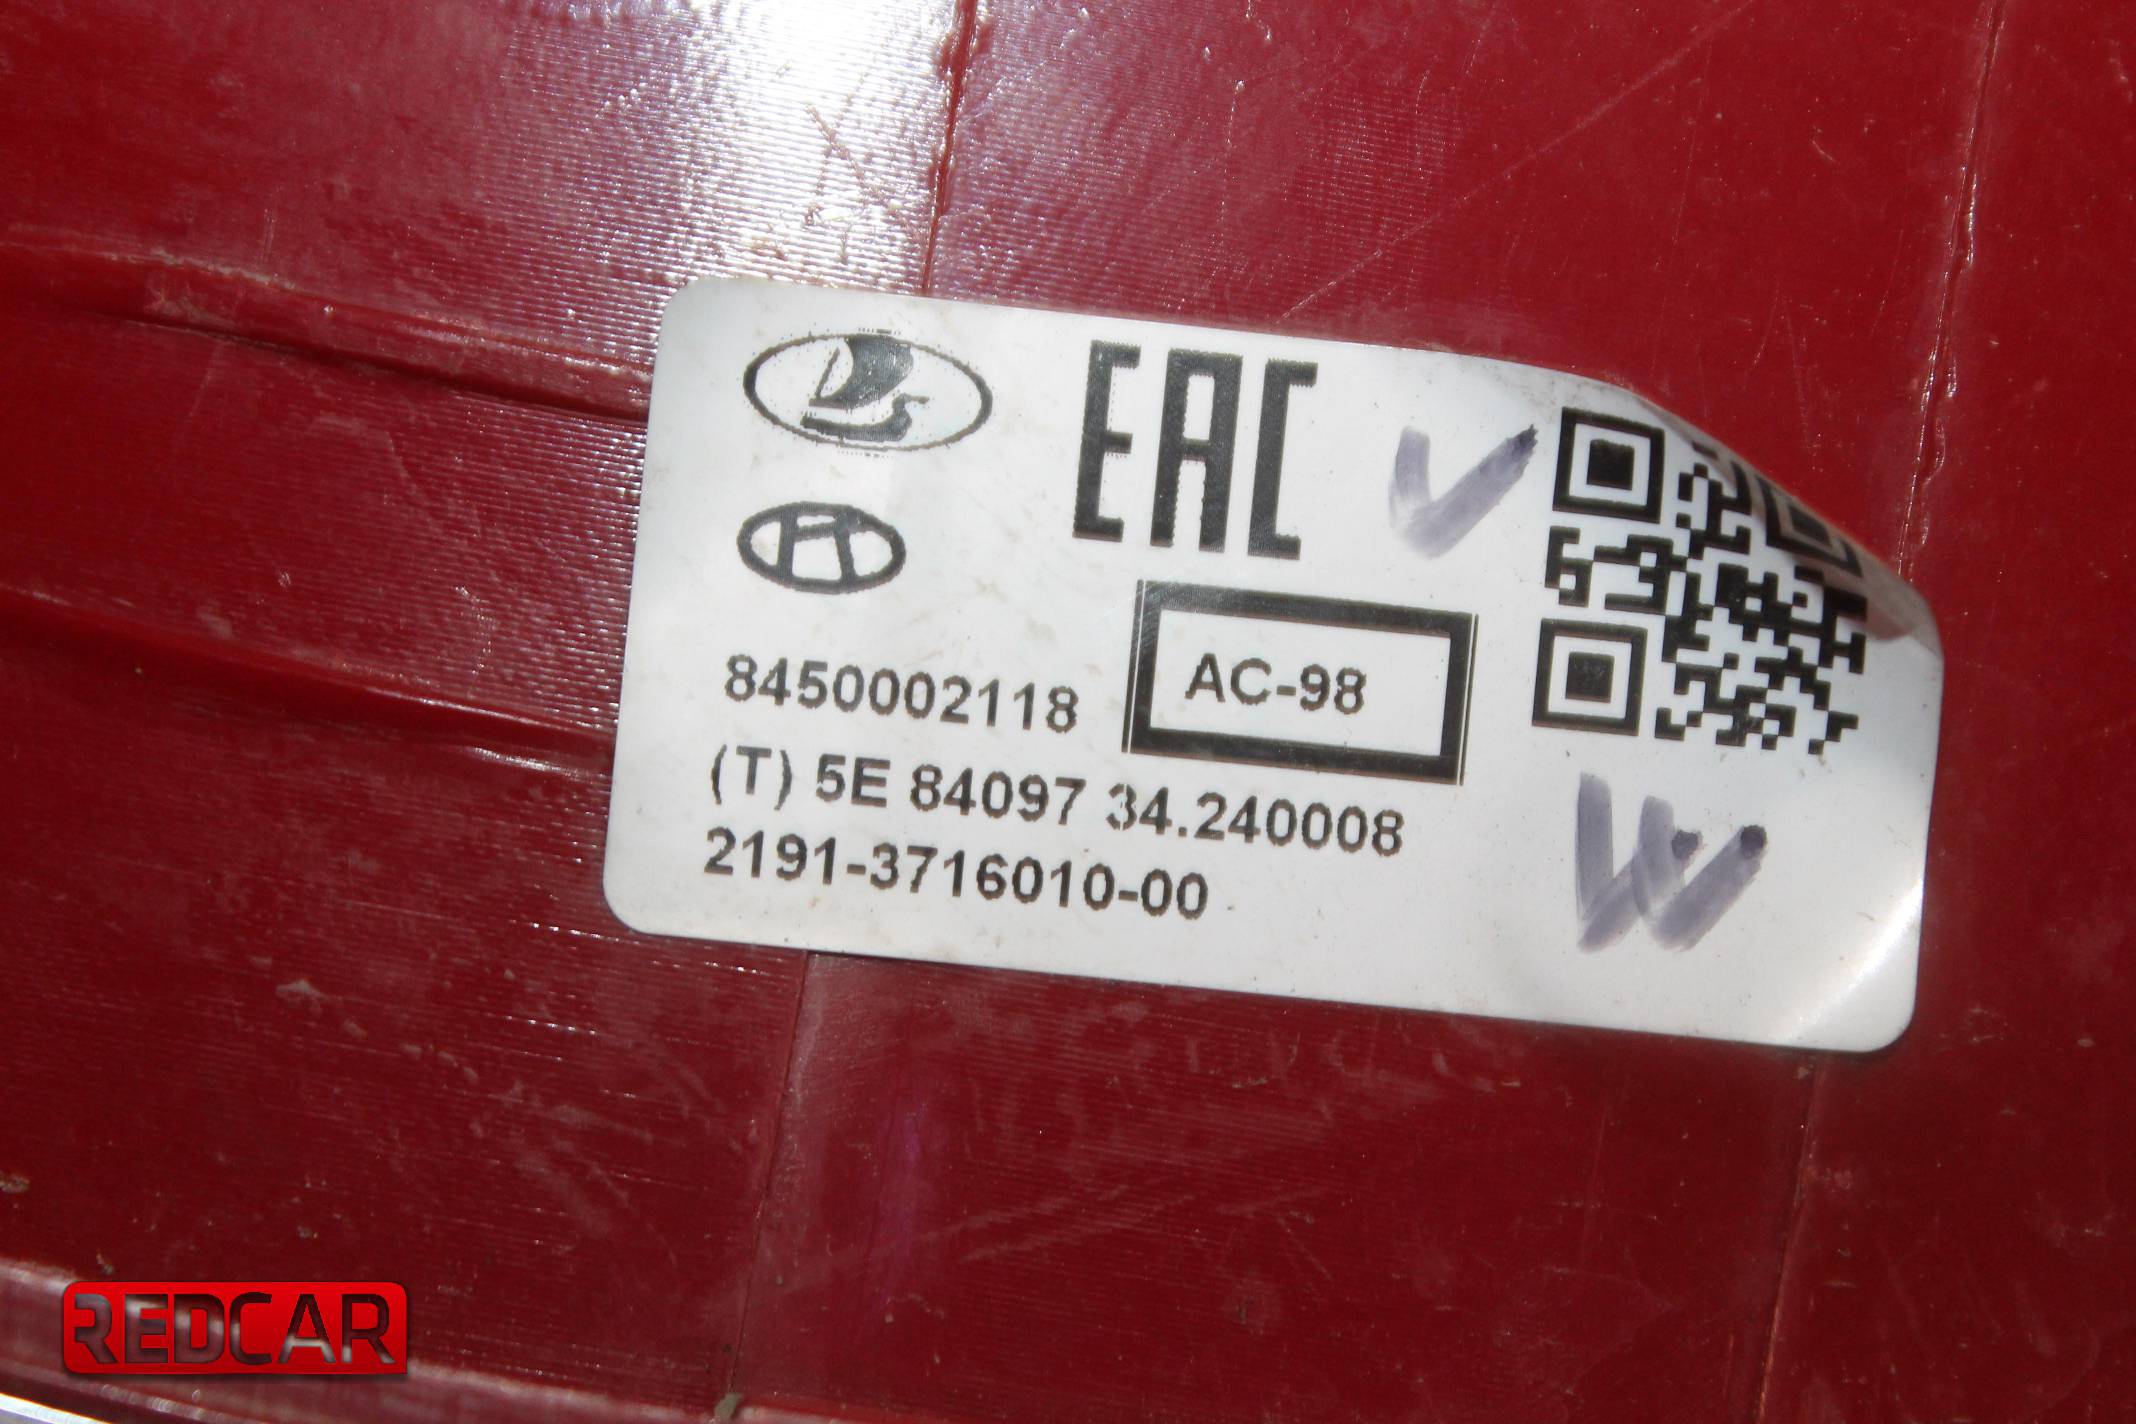 EAC
8450002118
AC-98
(T) 5E 84097 34.240008
2191-3716010-00
REDCAR